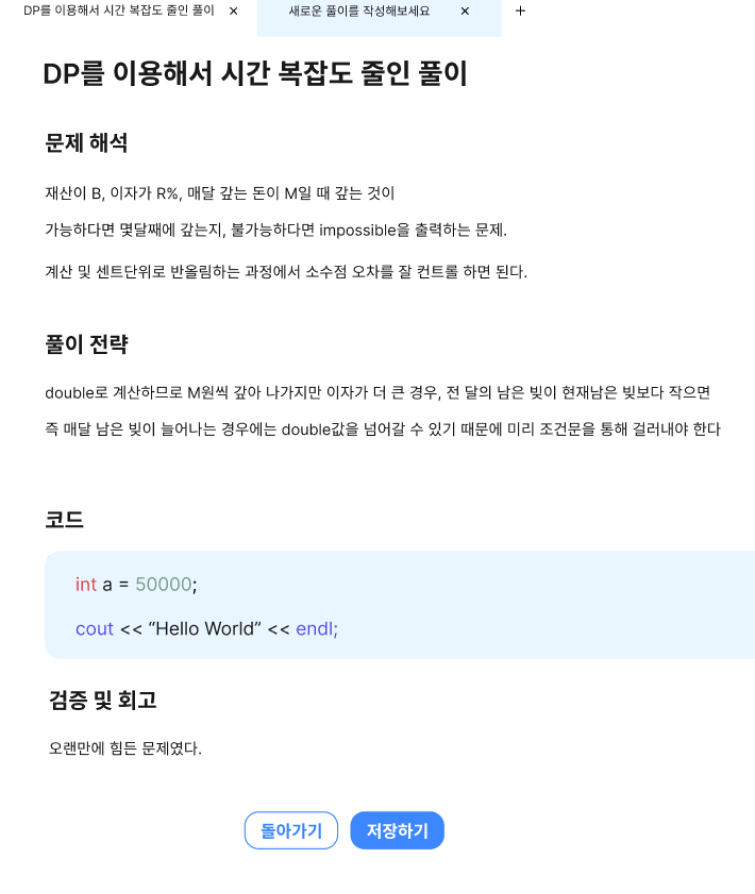 DP를 이용해서 시간 복잡도 줄인 풀이 × 새로운 풀이를 작성해보세요 × +
DP를 이용해서 시간 복잡도 줄인 풀이
문제 해석
재산이 B, 이자가 R%, 매달 갚는 돈이 M일 때 갚는 것이
가능하다면 몇달째에 갚는지, 불가능하다면 impossible을 출력하는 문제.
계산 및 센트단위로 반올림하는 과정에서 소수점 오차를 잘 컨트롤 하면 된다.
풀이 전략
double로 계산하므로 M원씩 갚아 나가지만 이자가 더 큰 경우, 전 달의 남은 빚이 현재남은 빚보다 작으면
즉 매달 남은 빚이 늘어나는 경우에는 double값을 넘어갈 수 있기 때문에 미리 조건문을 통해 걸러내야 한다
코드
int a = 50000;
cout << “Hello World” << endl;
검증 및 회고
오랜만에 힘든 문제였다.
돌아가기 저장하기